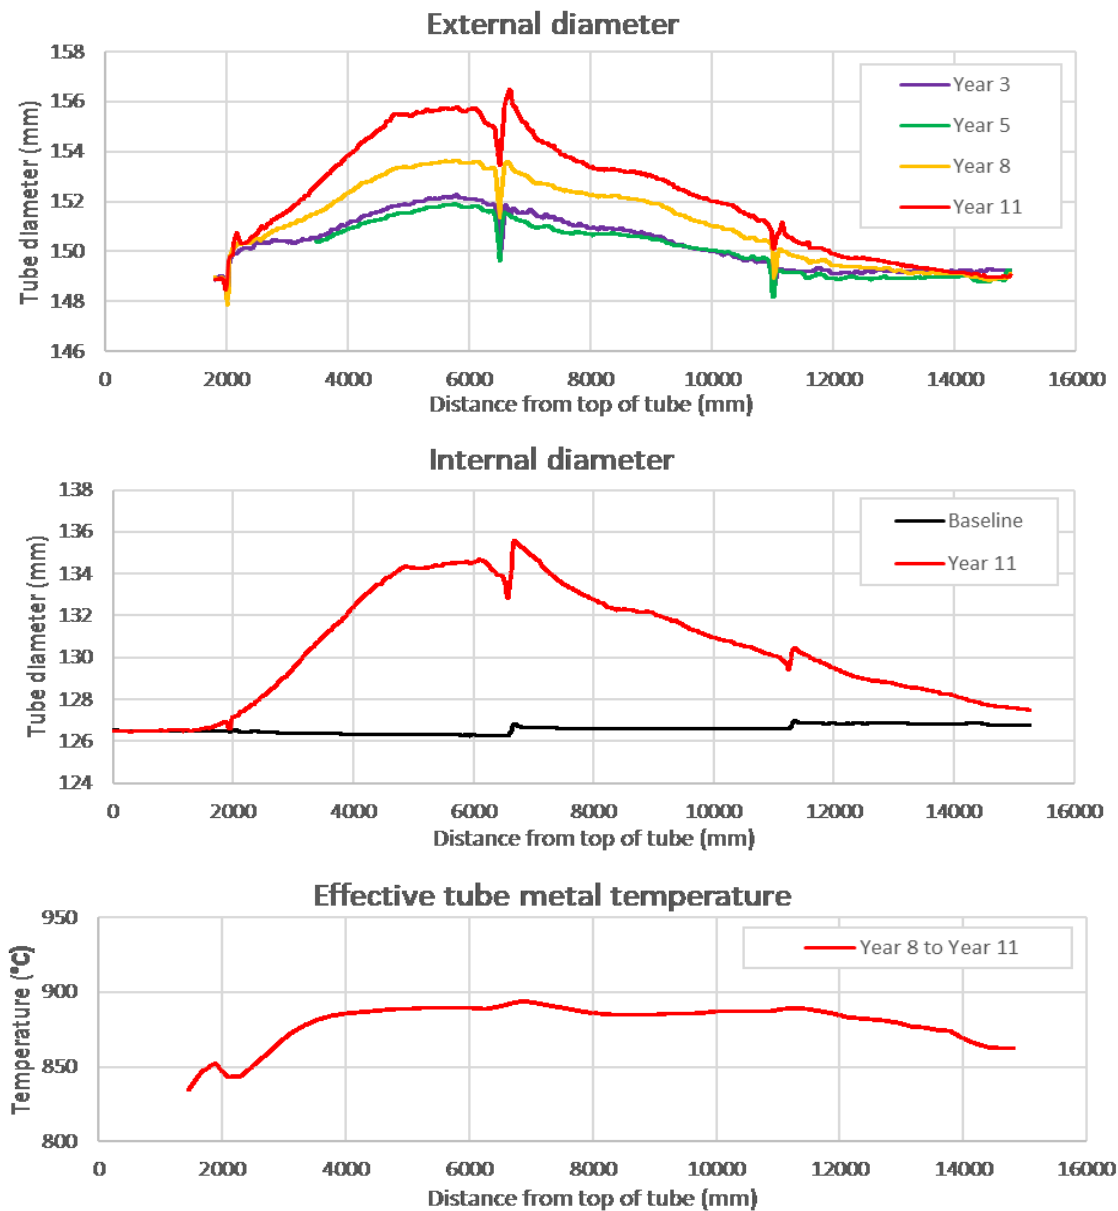 External diameter
158
156
154
152
150
148
146
Tube diameter (mm)
Year 3
Year 5
Year 8
Year 11
0 2000 4000 6000 8000 10000 12000 14000 16000
Distance from top of tube (mm)
Internal diameter
138
136
134
132
130
128
126
124
Tube diameter (mm)
Baseline
Year 11
0 2000 4000 6000 8000 10000 12000 14000 16000
Distance from top of tube (mm)
Effective tube metal temperature
950
900
850
800
Temperature (°C)
Year 8 to Year 11
0 2000 4000 6000 8000 10000 12000 14000 16000
Distance from top of tube (mm)